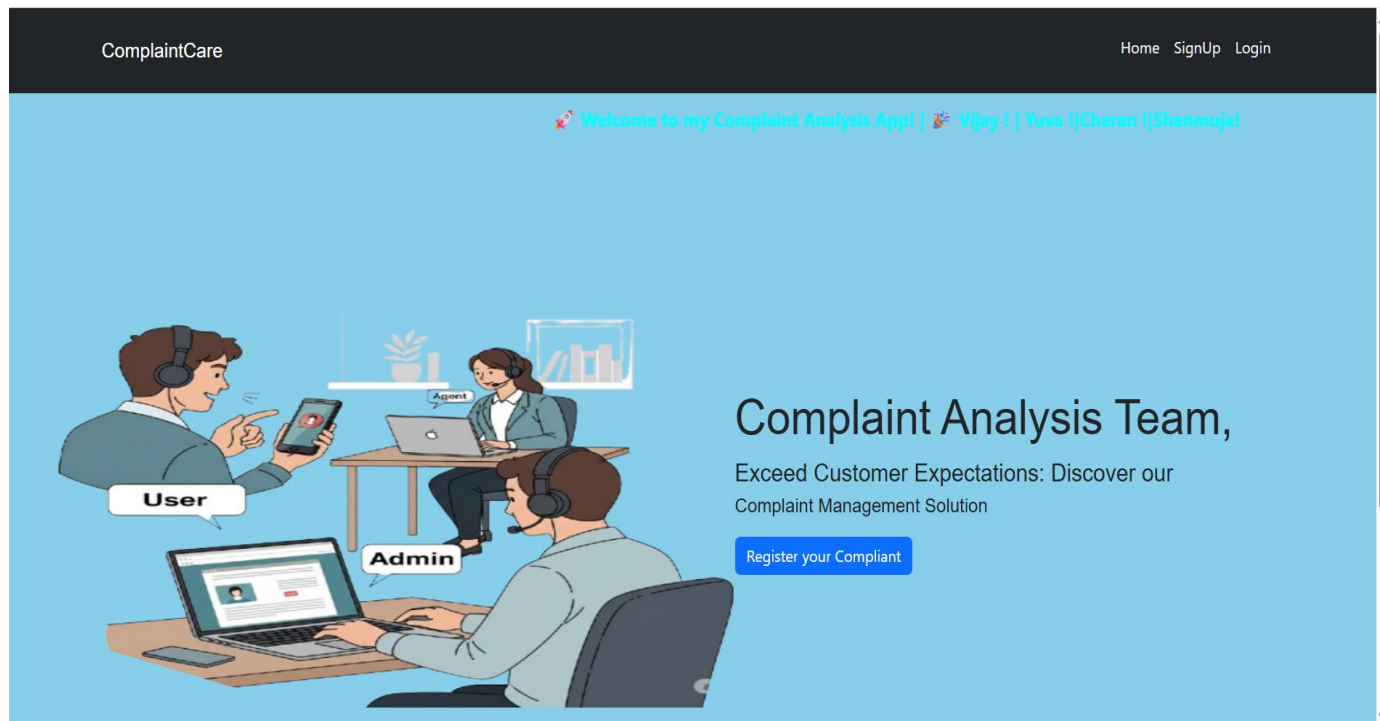 ComplaintCare
Home SignUp Login
🚀 Welcome to my Complaint Analysis App! | 🎉 Vijay ! | Yuva !|Charan !|Shanmuja!
Agent
User
Admin
Complaint Analysis Team,
Exceed Customer Expectations: Discover our
Complaint Management Solution
Register your Compliant